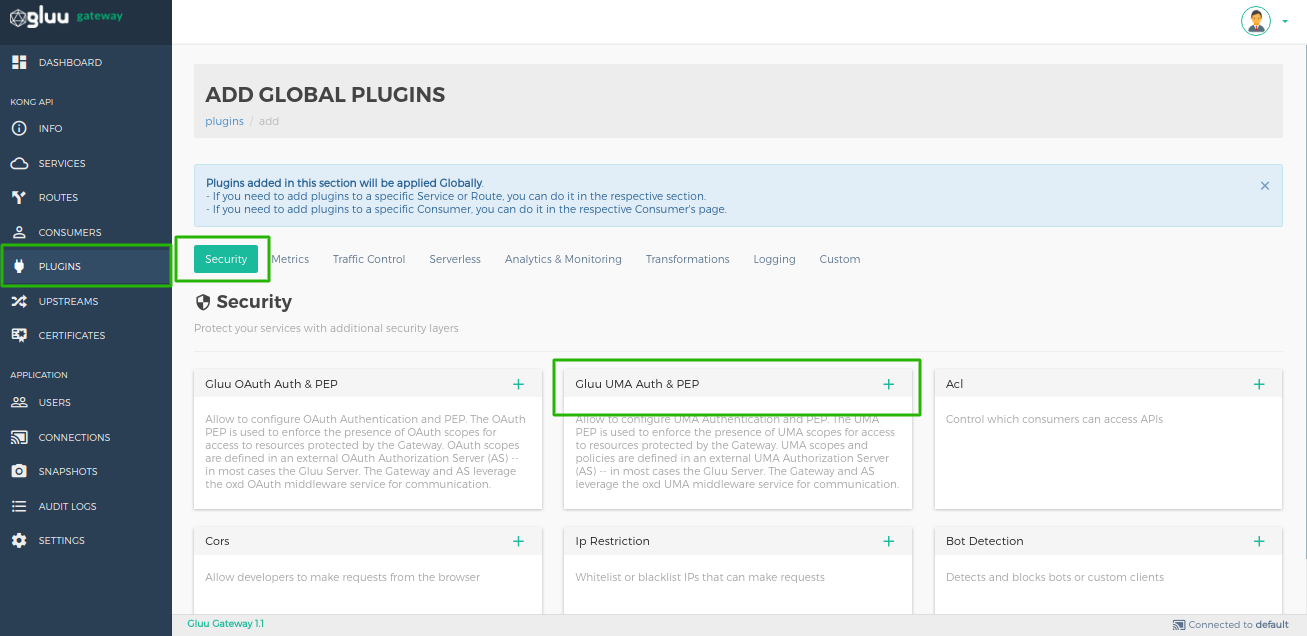 gluu gateway
DASHBOARD
KONG API
INFO
SERVICES
ROUTES
CONSUMERS
PLUGINS
UPSTREAMS
CERTIFICATES
APPLICATION
USERS
CONNECTIONS
SNAPSHOTS
AUDIT LOGS
SETTINGS
ADD GLOBAL PLUGINS
plugins / add
Plugins added in this section will be applied Globally.
- If you need to add plugins to a specific Service or Route, you can do it in the respective section.
- If you need to add plugins to a specific Consumer, you can do it in the respective Consumer's page.
Security Metrics Traffic Control Serverless Analytics & Monitoring Transformations Logging Custom
Security
Protect your services with additional security layers
Gluu OAuth Auth & PEP
Allow to configure OAuth Authentication and PEP. The OAuth
PEP is used to enforce the presence of OAuth scopes for
access to resources protected by the Gateway. OAuth scopes
are defined in an external OAuth Authorization Server (AS) --
in most cases the Gluu Server. The Gateway and AS leverage
the oxd OAuth middleware service for communication.
Gluu UMA Auth & PEP
Allow to configure UMA Authentication and PEP. The UMA
PEP is used to enforce the presence of UMA scopes for access
to resources protected by the Gateway. UMA scopes and
policies are defined in an external UMA Authorization Server
(AS) -- in most cases the Gluu Server. The Gateway and AS
leverage the oxd UMA middleware service for communication.
Acl
Control which consumers can access APIs
Cors
Allow developers to make requests from the browser
Ip Restriction
Whitelist or blacklist IPs that can make requests
Bot Detection
Detects and blocks bots or custom clients
Gluu Gateway 1.1
Connected to default